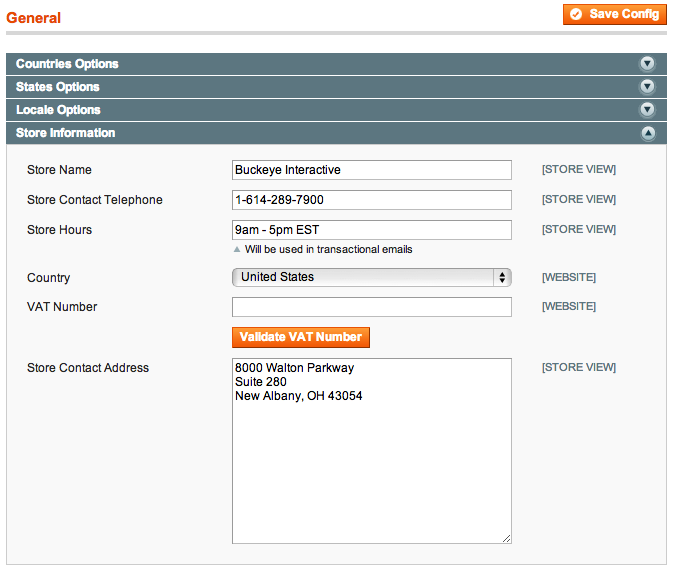 General
Save Config
Countries Options
States Options
Locale Options
Store Information
Store Name Buckeye Interactive [STORE VIEW]
Store Contact Telephone 1-614-289-7900 [STORE VIEW]
Store Hours 9am - 5pm EST [STORE VIEW]
Will be used in transactional emails
Country United States [WEBSITE]
VAT Number [WEBSITE]
Validate VAT Number
Store Contact Address 8000 Walton Parkway [STORE VIEW]
Suite 280
New Albany, OH 43054